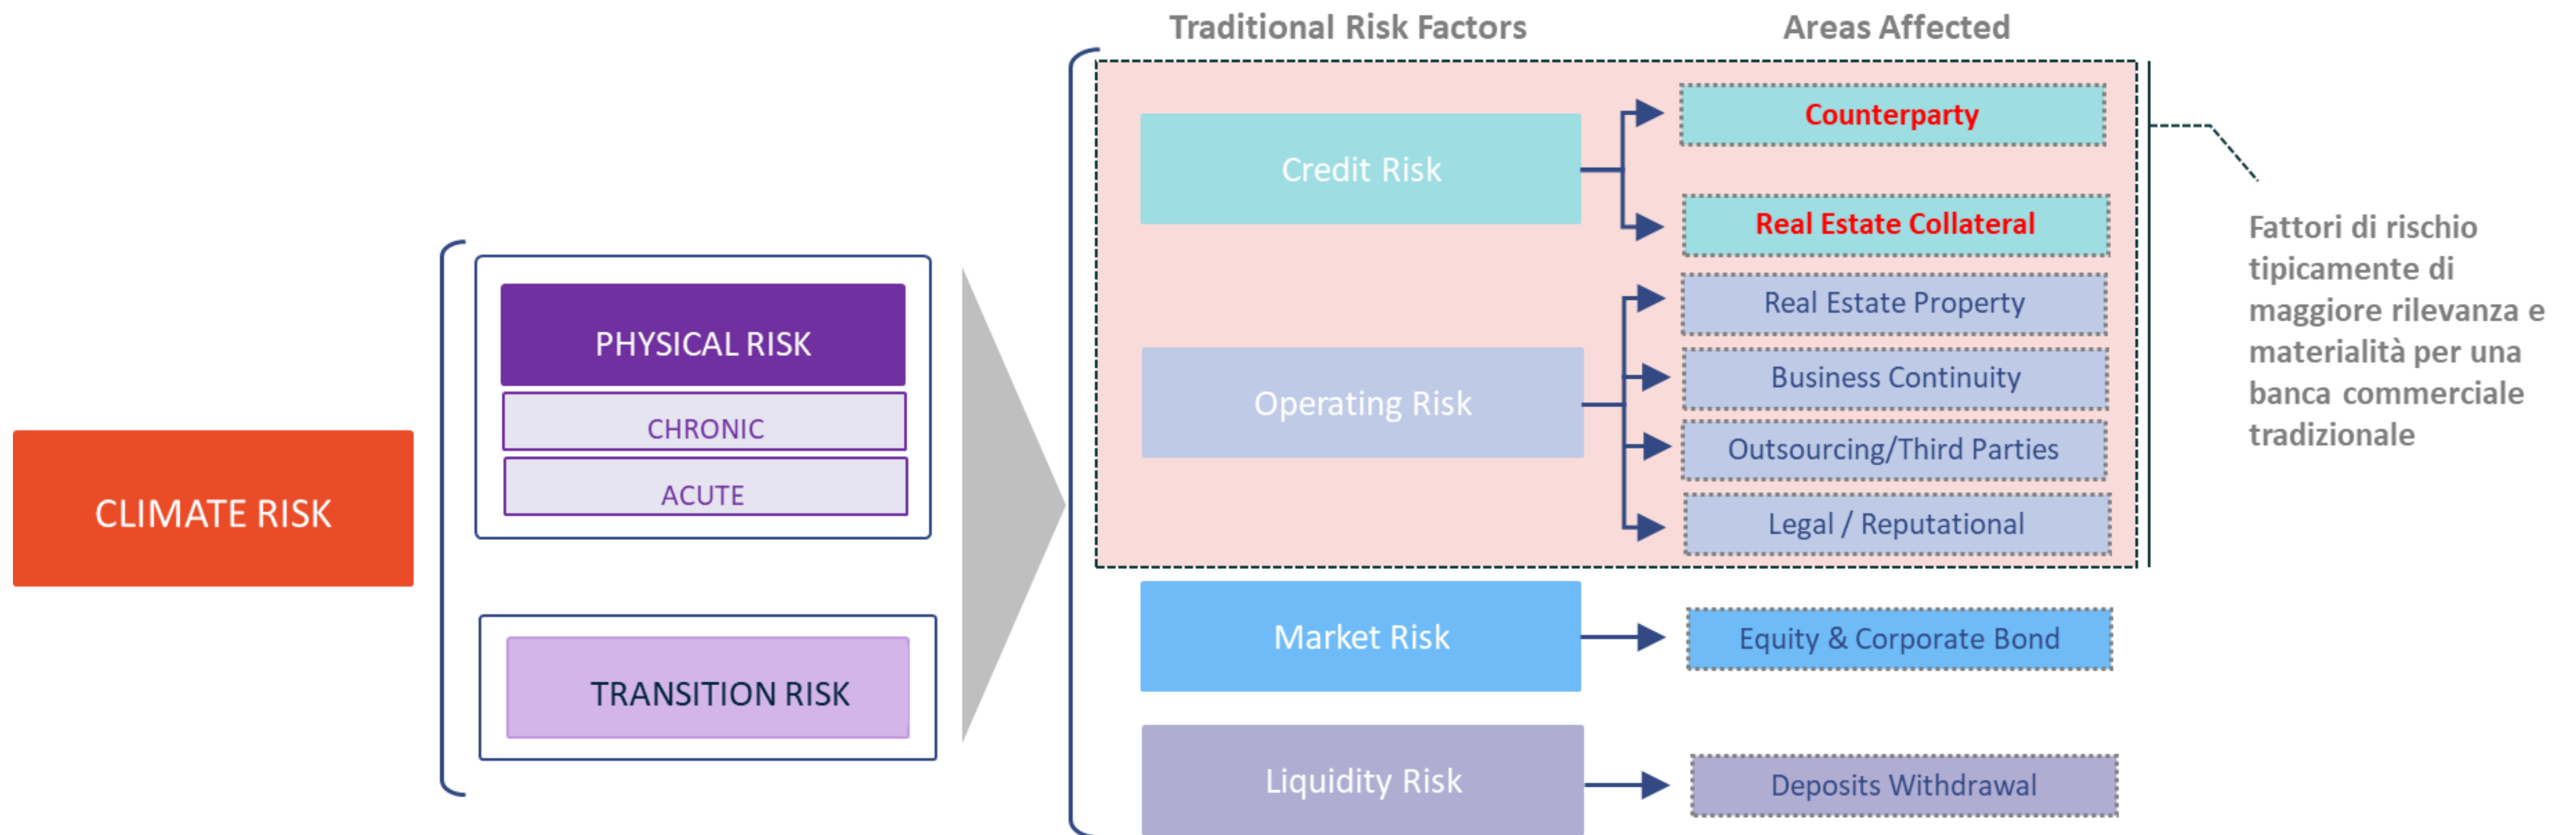 Traditional Risk Factors
Areas Affected
CLIMATE RISK
PHYSICAL RISK
CHRONIC
ACUTE
TRANSITION RISK
Credit Risk
Counterparty
Real Estate Collateral
Operating Risk
Real Estate Property
Business Continuity
Outsourcing/Third Parties
Legal / Reputational
Market Risk
Equity & Corporate Bond
Liquidity Risk
Deposits Withdrawal
Fattori di rischio
tipicamente di
maggiore rilevanza e
materialità per una
banca commerciale
tradizionale